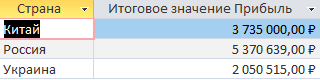 Страна Итоговое значение Прибыль
Китай 3 735 000,00 ₽
Россия 5 370 639,00 ₽
Украина 2 050 515,00 ₽